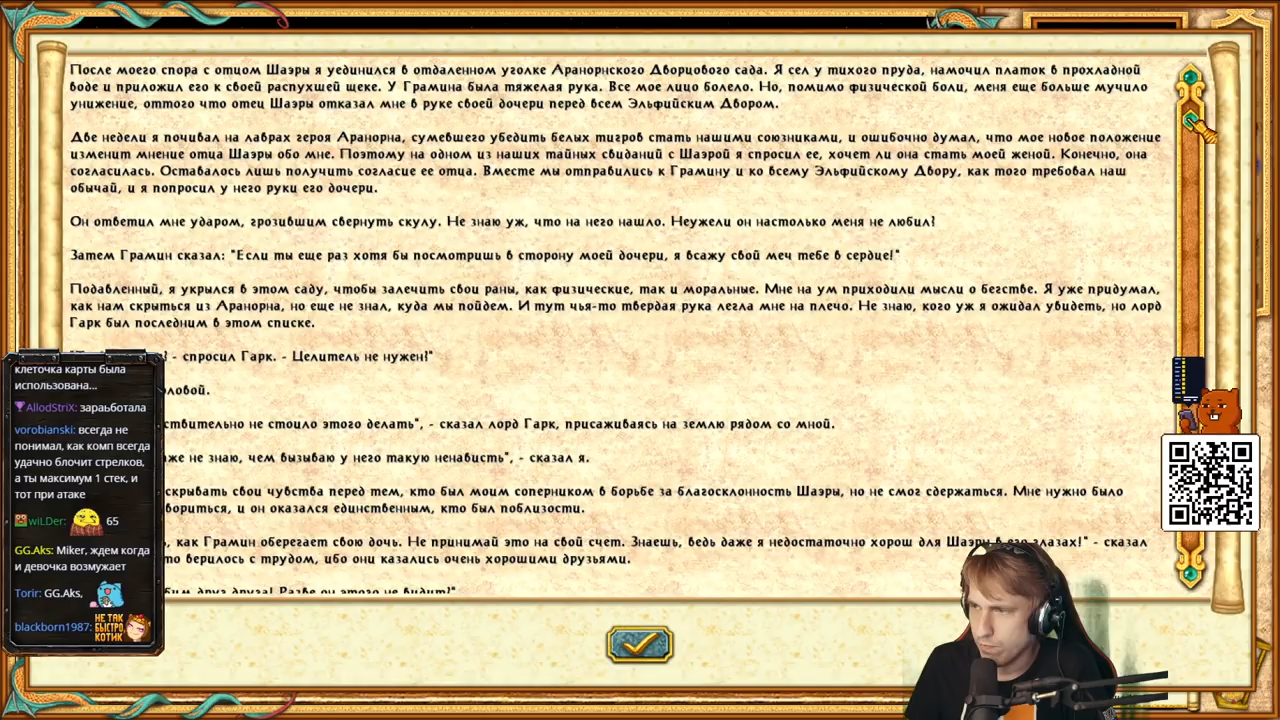 После моего спора с отцом Шаэры я уединился в отдаленном уголке Аранорнского Дворцового сада. Я сел у тихого пруда, намочил платок в прохладной
воде и приложил его к своей распухшей щеке. У Грамина была тяжелая рука. Все мое лицо болело. Но, помимо физической боли, меня еще больше мучило
унижение, оттого что отец Шаэры отказал мне в руке своей дочери перед всем Эльфийским Двором.
Две недели я почивал на лаврах героя Аранорна, сумевшего убедить белых тигров стать нашими союзниками, и ошибочно думал, что мое новое положение
изменит мнение отца Шаэры обо мне. Поэтому на одном из наших тайных свиданий с Шаэрой я спросил ее, хочет ли она стать моей женой. Конечно, она
согласилась. Оставалось лишь получить согласие ее отца. Вместе мы отправились к Грамину и ко всему Эльфийскому Двору, как того требовал наш
обычай, и я попросил у него руки его дочери.
Он ответил мне ударом, грозившим свернуть скулу. Не знаю уж, что на него нашло. Неужели он настолько меня не любил?
Затем Грамин сказал: "Если ты еще раз хотя бы посмотришь в сторону моей дочери, я всажу свой меч тебе в сердце!"
Подавленный, я укрылся в этом саду, чтобы залечить свои раны, как физические, так и моральные. Мне на ум приходили мысли о бегстве. Я уже придумал,
как нам скрыться из Аранорна, но еще не знал, куда мы пойдем. И тут чья-то твердая рука легла мне на плечо. Не знаю, кого уж я ожидал увидеть, но лорд
Гарк был последним в этом списке.
? - спросил Гарк. - Целитель не нужен?"
ловой.
ствительно не стоило этого делать", - сказал лорд Гарк, присаживаясь на землю рядом со мной.
же не знаю, чем вызываю у него такую ненависть", - сказал я.
скрывать свои чувства перед тем, кто был моим соперником в борьбе за благосклонность Шаэры, но не смог сдержаться. Мне нужно было
вориться, и он оказался единственным, кто был поблизости.
, как Грамин оберегает свою дочь. Не принимай это на свой счет. Знаешь, ведь даже я недостаточно хорош для Шаэры в его глазах!" - сказал
то верилось с трудом, ибо они казались очень хорошими друзьями.
бим друг друга! Разве он этого не видит?"
клеточка карты была
использована...
AllodStriX: зараьботала
vorobianski: всегда не
понимал, как комп всегда
удачно блочит стрелков,
а ты максимум 1 стек, и
тот при атаке
wiLDer: 65
GG.Aks: Miker, ждем когда
и девочка возмужает
Torir: GG.Aks,
blackborn1987: НЕ ТАК
БЫСТРО,
КОТИК